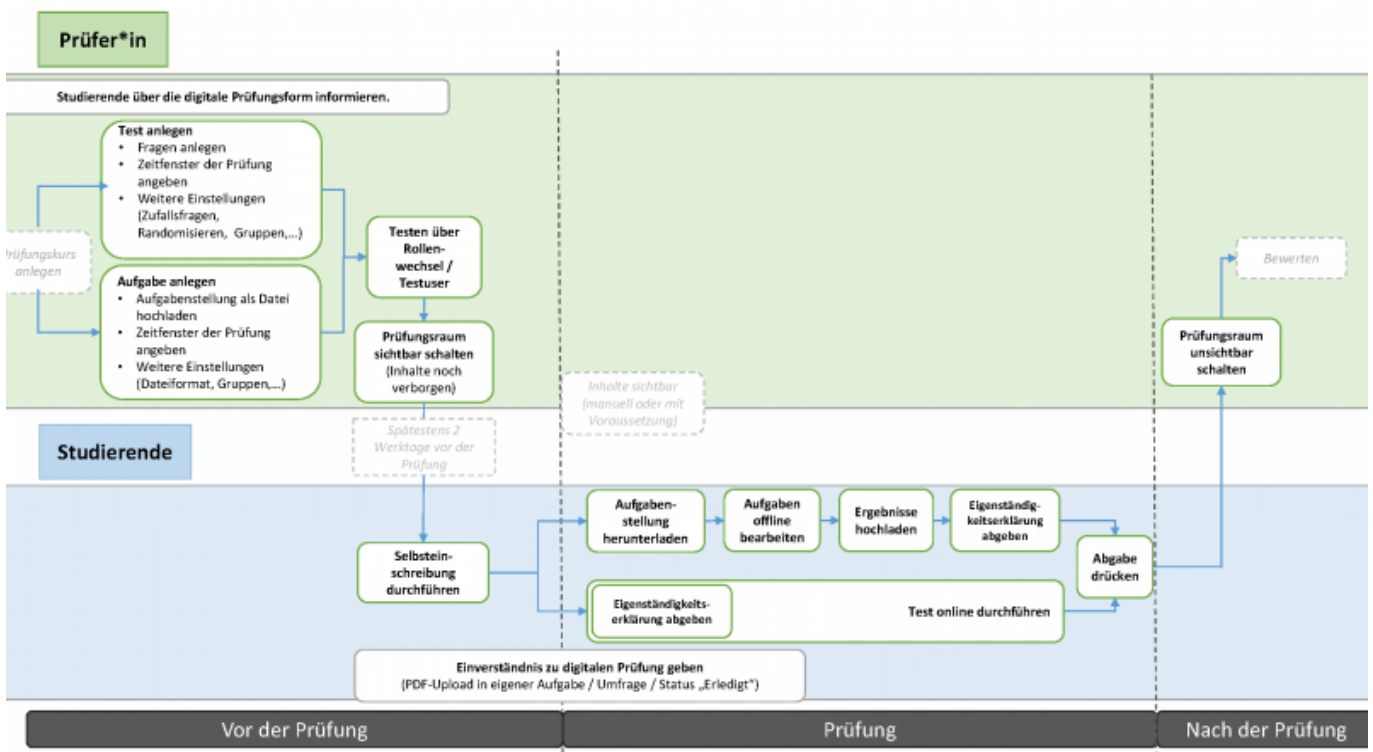 Prüfer*in
Studierende über die digitale Prüfungsform informieren.
Test anlegen
• Fragen anlegen
• Zeitfenster der Prüfung
angeben
• Weitere Einstellungen
(Zufallsfragen,
Randomisieren, Gruppen,...)
Prüfungskurs
anlegen
Aufgabe anlegen
• Aufgabenstellung als Datei
hochladen
• Zeitfenster der Prüfung
angeben
• Weitere Einstellungen
(Dateiformat, Gruppen,...)
Testen über
Rollen-
wechsel /
Testuser
Prüfungsraum
sichtbar schalten
(Inhalte noch
verborgen)
Inhalte sichtbar
(manuell oder mit
Voraussetzung)
Bewerten
Prüfungsraum
unsichtbar
schalten
Spätestens 2
Werktage vor der
Prüfung
Studierende
Selbstein-
schreibung
durchführen
Aufgaben-
stellung
herunterladen
Aufgaben
offline
bearbeiten
Ergebnisse
hochladen
Eigenständig-
keitserklärung
abgeben
Abgabe
drücken
Eigenständigkeits-
erklärung abgeben
Test online durchführen
Einverständnis zu digitalen Prüfung geben
(PDF-Upload in eigener Aufgabe / Umfrage / Status „Erledigt")
Vor der Prüfung
Prüfung
Nach der Prüfung